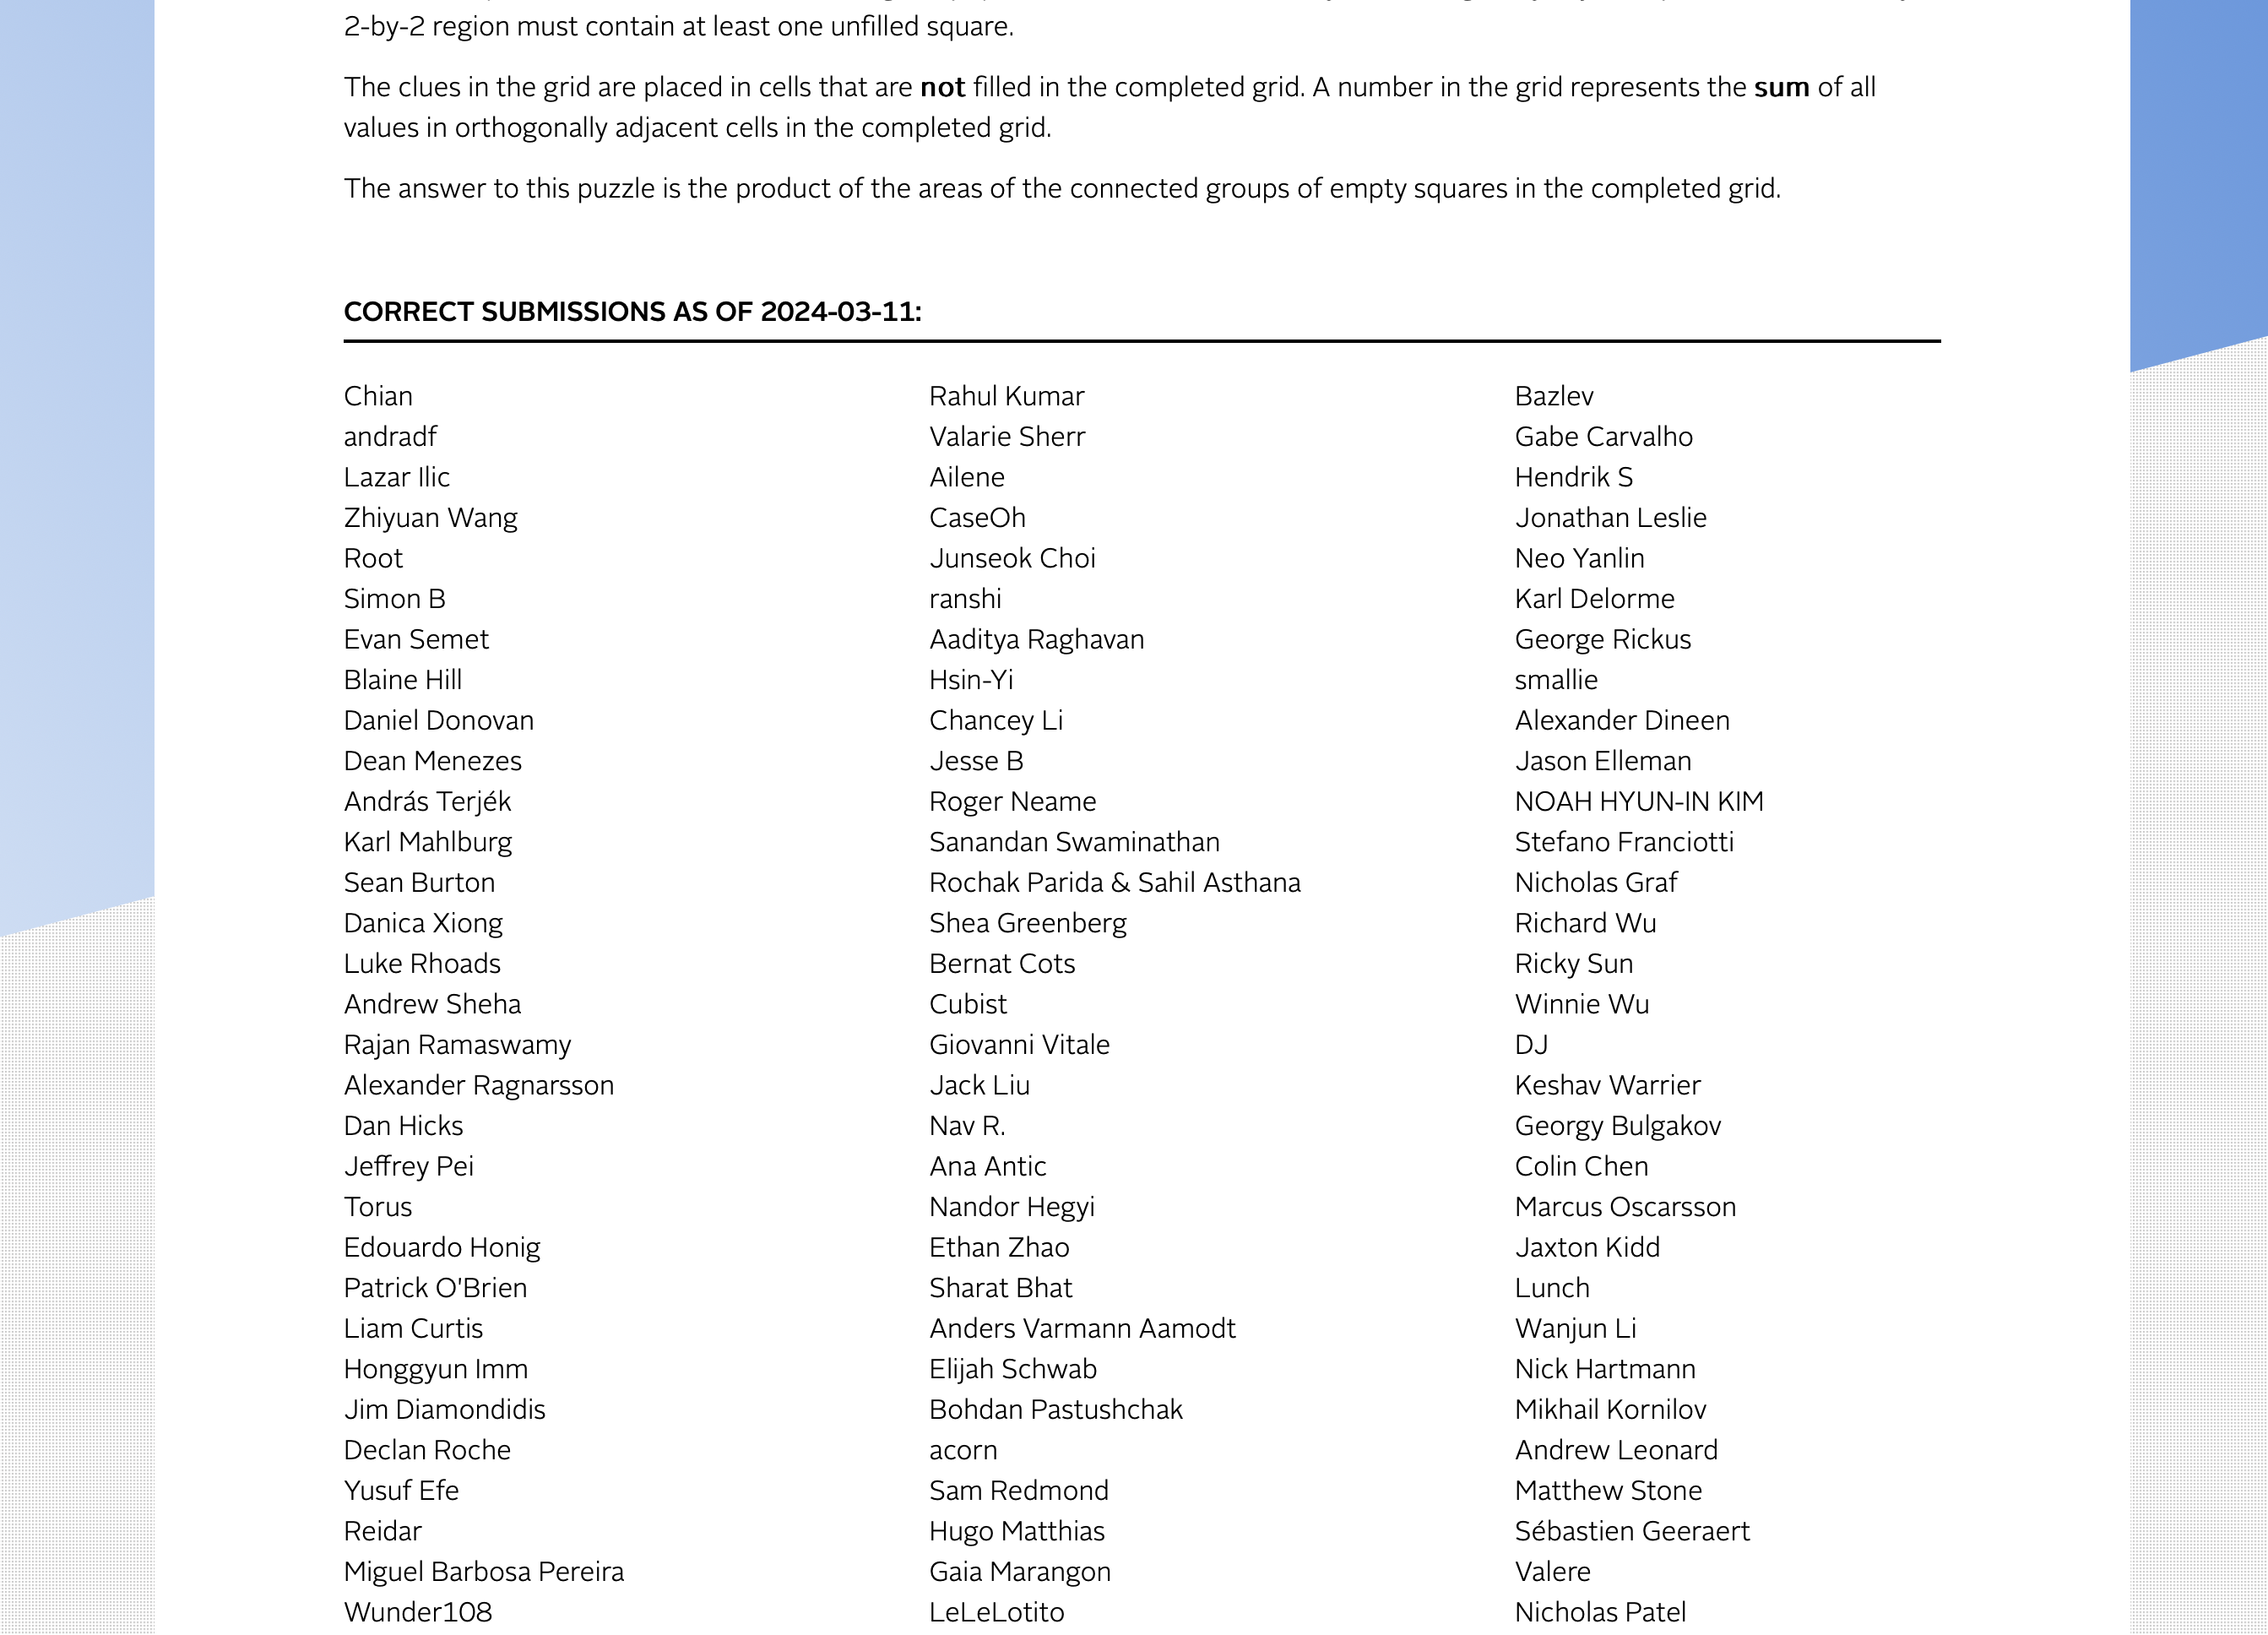 2-by-2 region must contain at least one unfilled square.
The clues in the grid are placed in cells that are not filled in the completed grid. A number in the grid represents the sum of all
values in orthogonally adjacent cells in the completed grid.
The answer to this puzzle is the product of the areas of the connected groups of empty squares in the completed grid.
CORRECT SUBMISSIONS AS OF 2024-03-11:
Chian
andradf
Lazar Ilic
Zhiyuan Wang
Root
Simon B
Evan Semet
Blaine Hill
Daniel Donovan
Dean Menezes
András Terjék
Karl Mahlburg
Sean Burton
Danica Xiong
Luke Rhoads
Andrew Sheha
Rajan Ramaswamy
Alexander Ragnarsson
Dan Hicks
Jeffrey Pei
Torus
Edouardo Honig
Patrick O'Brien
Liam Curtis
Honggyun Imm
Jim Diamondidis
Declan Roche
Yusuf Efe
Reidar
Miguel Barbosa Pereira
Wunder108
Rahul Kumar
Valarie Sherr
Ailene
CaseOh
Junseok Choi
ranshi
Aaditya Raghavan
Hsin-Yi
Chancey Li
Jesse B
Roger Neame
Sanandan Swaminathan
Rochak Parida & Sahil Asthana
Shea Greenberg
Bernat Cots
Cubist
Giovanni Vitale
Jack Liu
Nav R.
Ana Antic
Nandor Hegyi
Ethan Zhao
Sharat Bhat
Anders Varmann Aamodt
Elijah Schwab
Bohdan Pastushchak
acorn
Sam Redmond
Hugo Matthias
Gaia Marangon
LeLeLotito
Bazlev
Gabe Carvalho
Hendrik S
Jonathan Leslie
Neo Yanlin
Karl Delorme
George Rickus
smallie
Alexander Dineen
Jason Elleman
NOAH HYUN-IN KIM
Stefano Franciotti
Nicholas Graf
Richard Wu
Ricky Sun
Winnie Wu
DJ
Keshav Warrier
Georgy Bulgakov
Colin Chen
Marcus Oscarsson
Jaxton Kidd
Lunch
Wanjun Li
Nick Hartmann
Mikhail Kornilov
Andrew Leonard
Matthew Stone
Sébastien Geeraert
Valere
Nicholas Patel